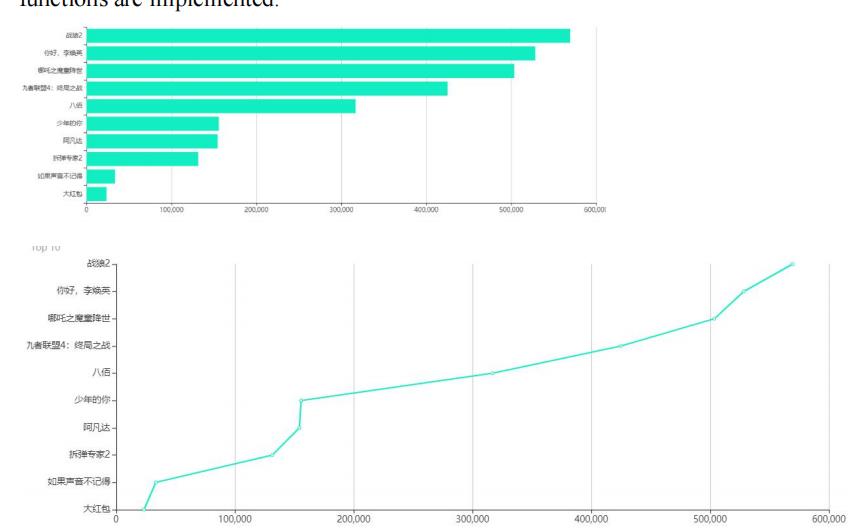 functions are implemented.
战狼2
你好，李焕英
哪吒之魔童降世
九者联盟4：终局之战
八佰
少年的你
阿凡达
拆弹专家2
如果声音不记得
大红包
0 100,000 200,000 300,000 400,000 500,000 600,00
Top 10
战狼2
你好，李焕英
哪吒之魔童降世
者联盟4：终局之战
八佰
少年的你
阿凡达
拆弹专家2
如果声音不记得
大红包
0 100,000 200,000 300,000 400,000 500,000 600,000